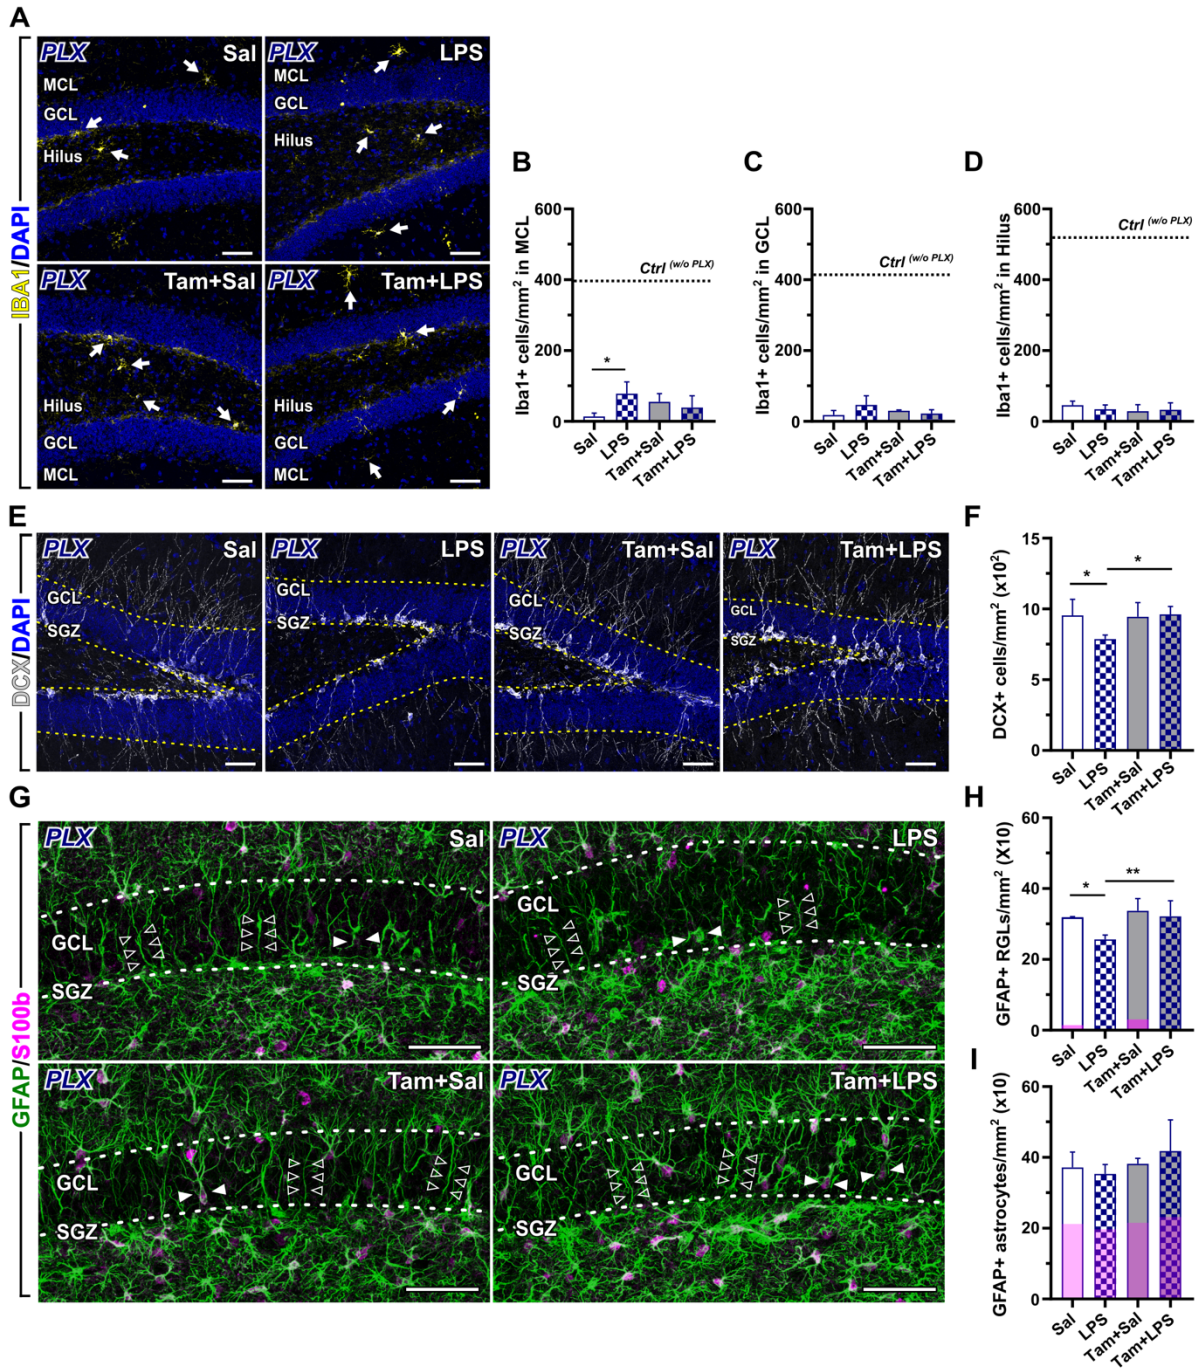 A
IBA1/DAPI
PLX Sal
MCL
GCL
Hilus
PLX LPS
MCL
GCL
Hilus
PLX Tam+Sal
Hilus
GCL
MCL
PLX Tam+LPS
Hilus
GCL
MCL
B
Iba1+ cells/mm² in MCL
600
400
200
0
Ctrl (w/o PLX)
*
Sal
LPS
Tam+Sal
Tam+LPS
C
Iba1+ cells/mm² in GCL
600
400
200
0
Ctrl (w/o PLX)
Sal
LPS
Tam+Sal
Tam+LPS
D
Iba1+ cells/mm² in Hilus
600
400
200
0
Ctrl (w/o PLX)
Sal
LPS
Tam+Sal
Tam+LPS
E
DCX/DAPI
PLX Sal
GCL
SGZ
PLX LPS
GCL
SGZ
PLX Tam+Sal
GCL
SGZ
PLX Tam+LPS
GCL
SGZ
F
DCX+ cells/mm² (x10²)
15
10
5
0
*
*
Sal
LPS
Tam+Sal
Tam+LPS
G
GFAP/S100b
PLX Sal
GCL
SGZ
PLX LPS
GCL
SGZ
PLX Tam+Sal
GCL
SGZ
PLX Tam+LPS
GCL
SGZ
H
GFAP+ RGLs/mm² (X10)
60
40
20
0
*
**
Sal
LPS
Tam+Sal
Tam+LPS
I
GFAP+ astrocytes/mm² (x10)
60
40
20
0
Sal
LPS
Tam+Sal
Tam+LPS